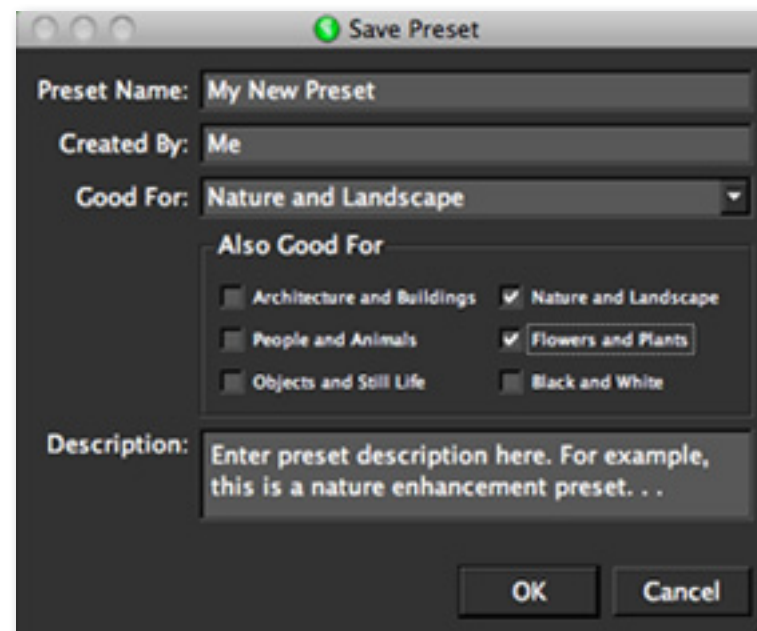 Save Preset
Preset Name: My New Preset
Created By: Me
Good For: Nature and Landscape
Also Good For
Architecture and Buildings Nature and Landscape
People and Animals Flowers and Plants
Objects and Still Life Black and White
Description: Enter preset description here. For example,
this is a nature enhancement preset. . .
OK Cancel